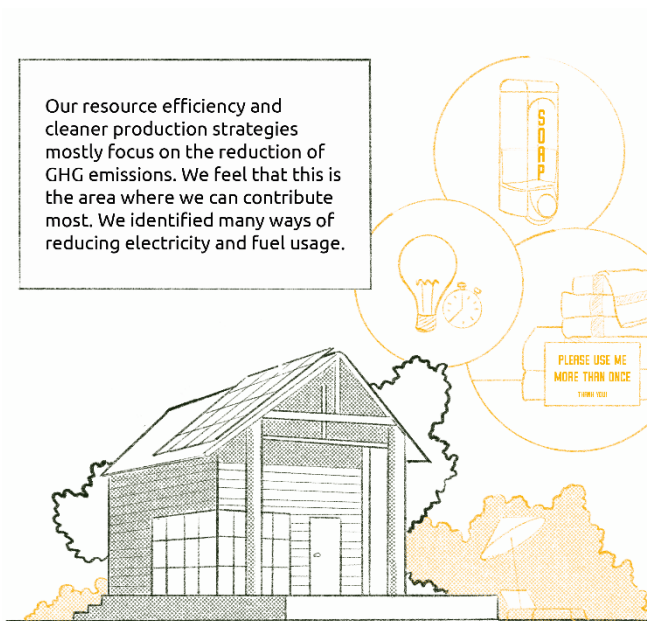 Our resource efficiency and
cleaner production strategies
mostly focus on the reduction of
GHG emissions. We feel that this is
the area where we can contribute
most. We identified many ways of
reducing electricity and fuel usage.
SOAP
PLEASE USE ME
MORE THAN ONCE
THANK YOU!